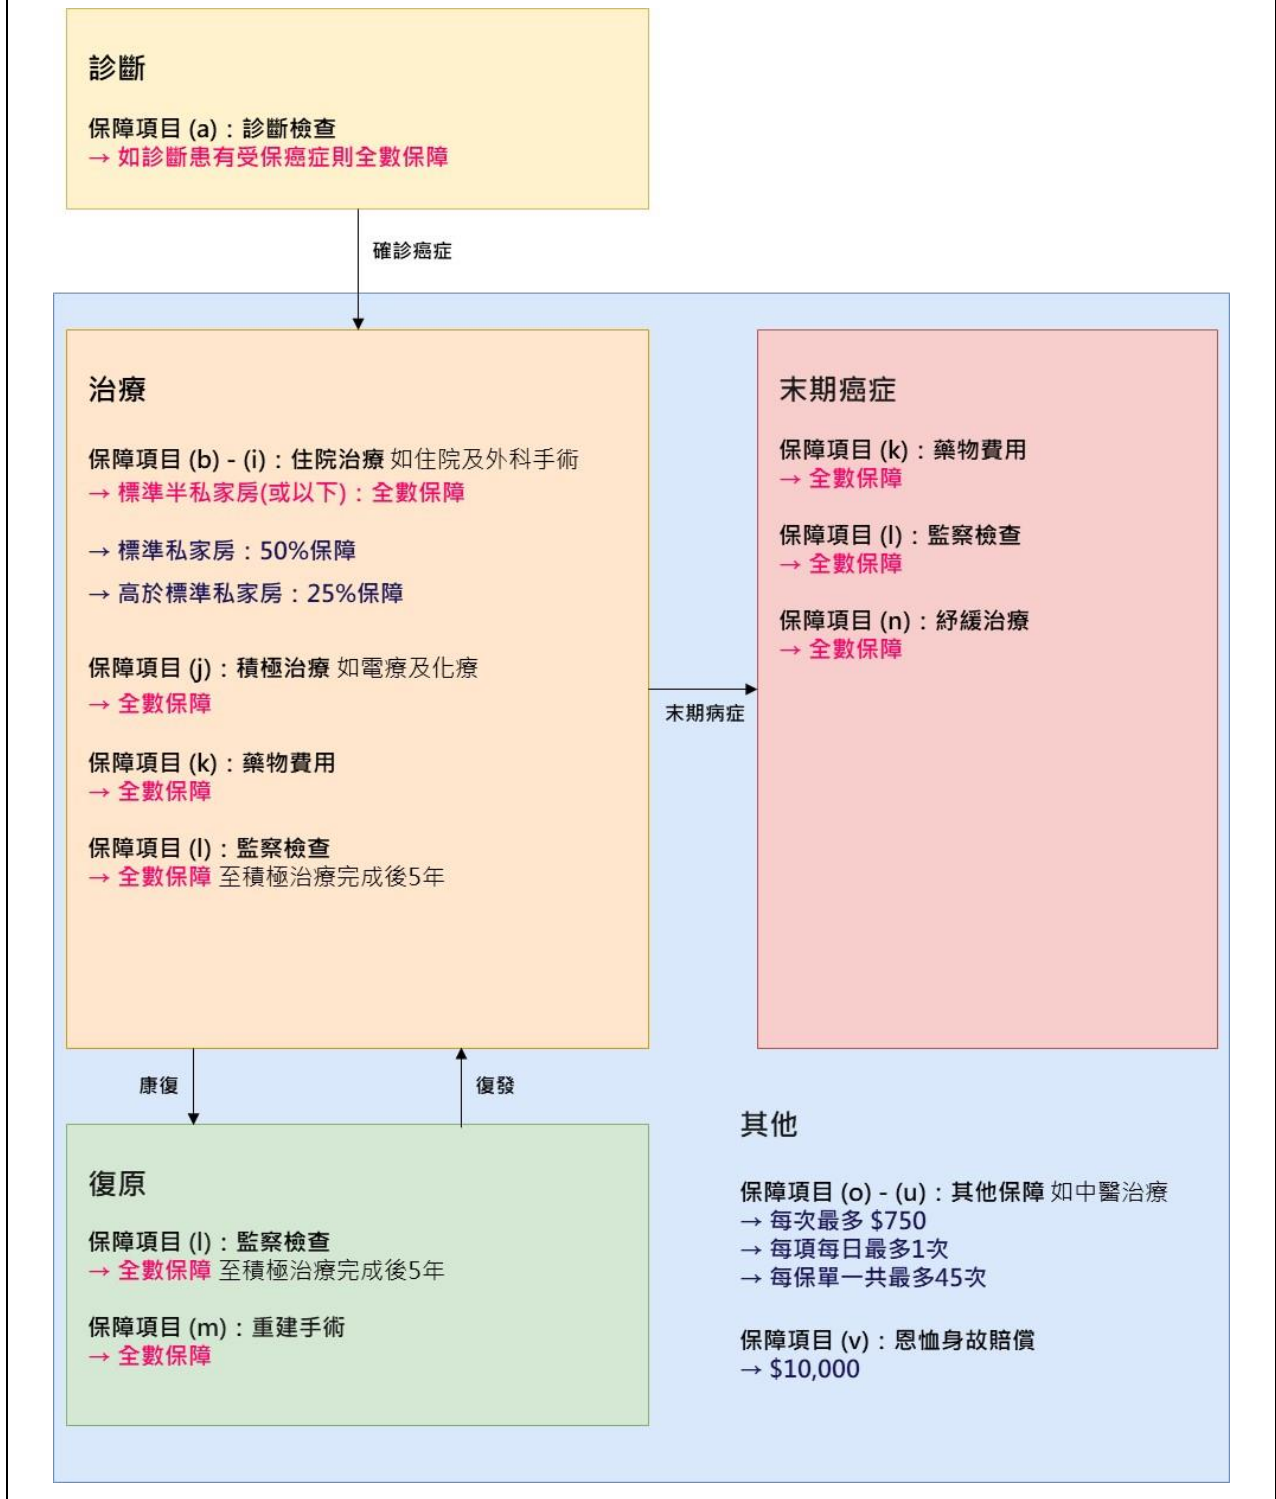 診斷
保障項目 (a)：診斷檢查
→ 如診斷患有受保癌症則全數保障
確診癌症
治療
保障項目 (b) - (i)：住院治療 如住院及外科手術
→ 標準半私家房(或以下)：全數保障
→ 標準私家房：50%保障
→ 高於標準私家房：25%保障
保障項目 (j)：積極治療 如電療及化療
→ 全數保障
保障項目 (k)：藥物費用
→ 全數保障
保障項目 (l)：監察檢查
→ 全數保障 至積極治療完成後5年
末期病症
末期癌症
保障項目 (k)：藥物費用
→ 全數保障
保障項目 (l)：監察檢查
→ 全數保障
保障項目 (n)：紓緩治療
→ 全數保障
康復
復發
復原
保障項目 (l)：監察檢查
→ 全數保障 至積極治療完成後5年
保障項目 (m)：重建手術
→ 全數保障
其他
保障項目 (o) - (u)：其他保障 如中醫治療
→ 每次最多 $750
→ 每項每日最多1次
→ 每保單一共最多45次
保障項目 (v)：恩恤身故賠償
→ $10,000